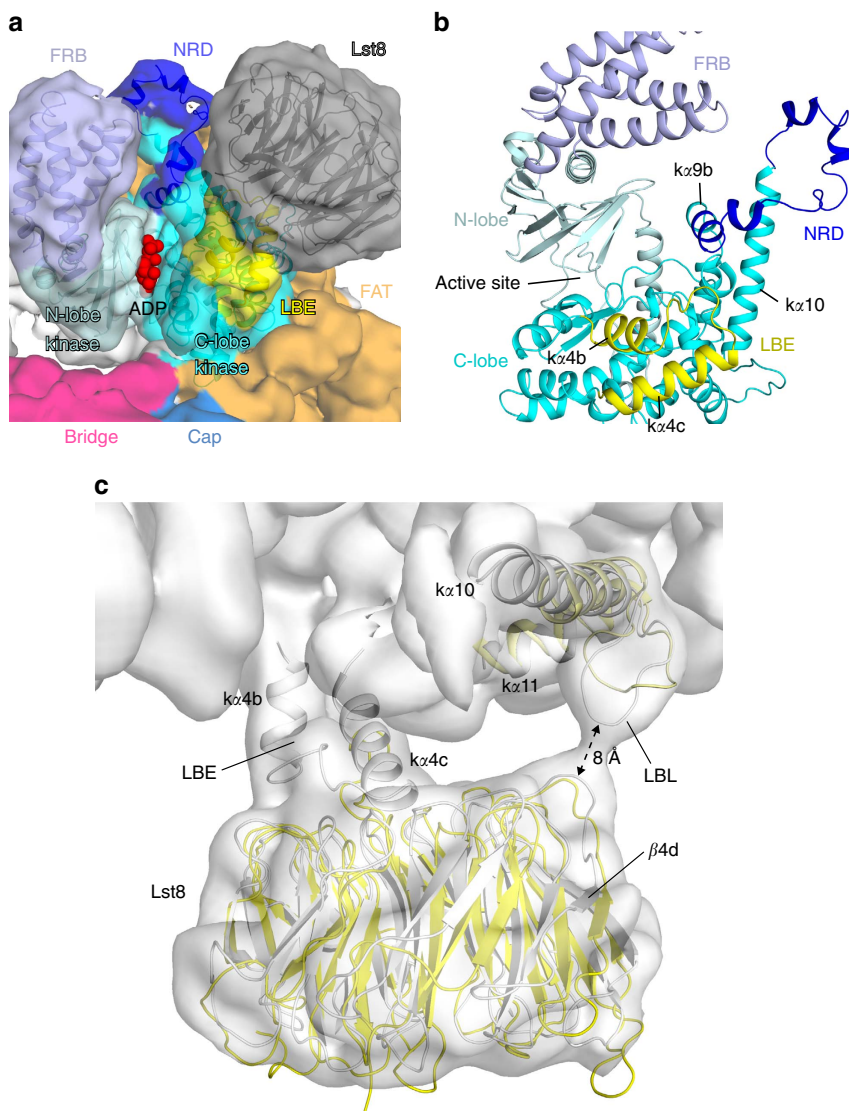 a
FRB
NRD
Lst8
N-lobe
kinase
ADP
C-lobe
kinase
LBE
FAT
Bridge
Cap
b
FRB
kα9b
N-lobe
NRD
Active site
kα10
C-lobe
kα4b
LBE
kα4c
c
kα10
kα11
kα4b
LBE
kα4c
8 Å
LBL
β4d
Lst8